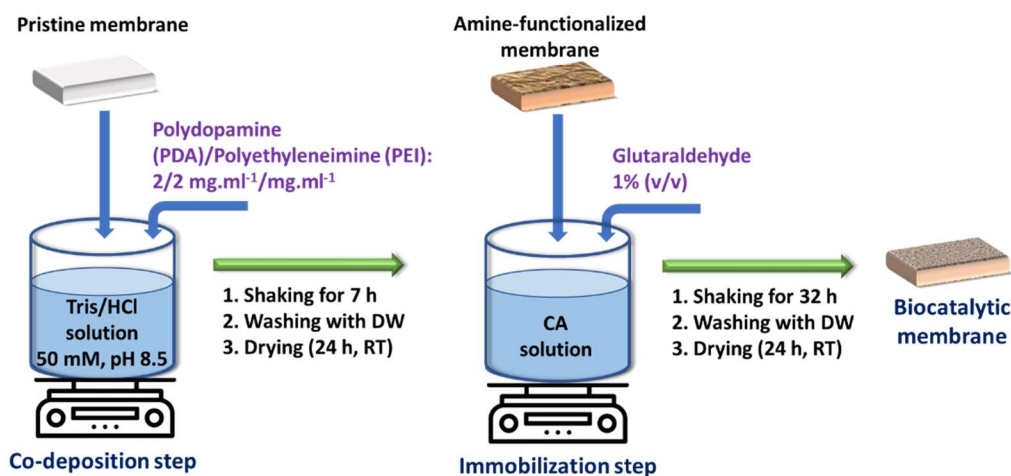 Pristine membrane
Polydopamine
(PDA)/Polyethyleneimine (PEI):
2/2 mg.ml⁻¹/mg.ml⁻¹
Tris/HCl
solution
50 mM, pH 8.5
Co-deposition step
1. Shaking for 7 h
2. Washing with DW
3. Drying (24 h, RT)
Amine-functionalized
membrane
Glutaraldehyde
1% (v/v)
CA
solution
Immobilization step
1. Shaking for 32 h
2. Washing with DW
3. Drying (24 h, RT)
Biocatalytic
membrane